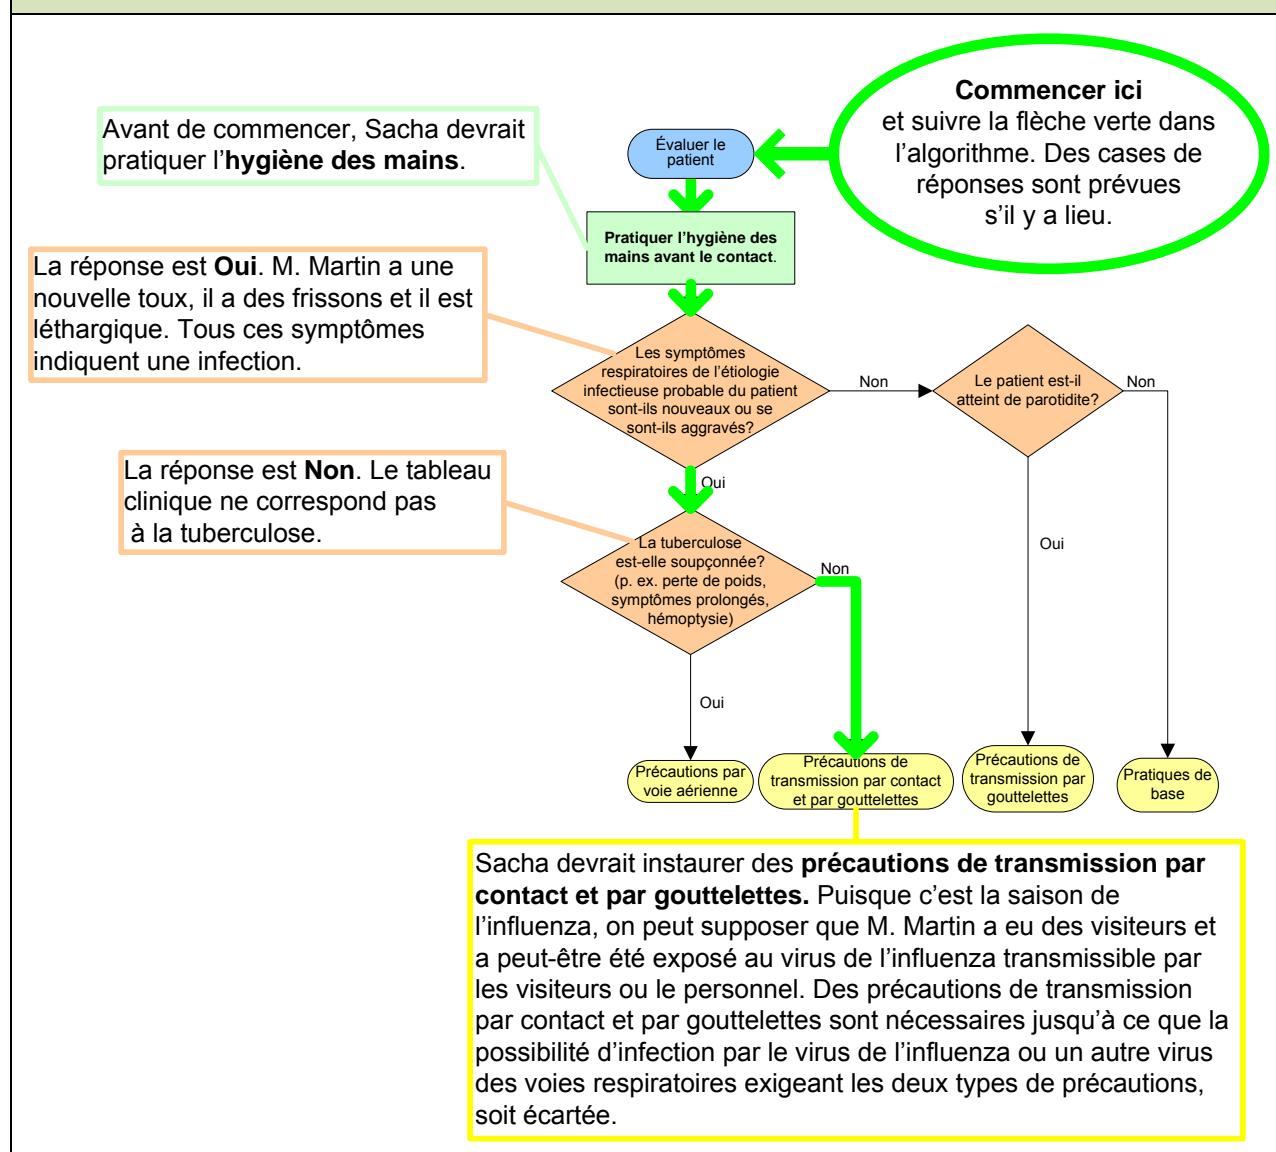 Commencer ici
et suivre la flèche verte dans
l’algorithme. Des cases de
réponses sont prévues
s’il y a lieu.
Avant de commencer, Sacha devrait
pratiquer l’hygiène des mains.
Évaluer le
patient
Pratiquer l’hygiène des
mains avant le contact.
La réponse est Oui. M. Martin a une
nouvelle toux, il a des frissons et il est
léthargique. Tous ces symptômes
indiquent une infection.
Les symptômes
respiratoires de l’étiologie
infectieuse probable du patient
sont-ils nouveaux ou se
sont-ils aggravés?
Non
Le patient est-il
atteint de parotidite?
Non
Oui
La réponse est Non. Le tableau
clinique ne correspond pas
à la tuberculose.
La tuberculose
est-elle soupçonnée?
(p. ex. perte de poids,
symptômes prolongés,
hémoptysie)
Non
Oui
Oui
Précautions par
voie aérienne
Précautions de
transmission par contact
et par gouttelettes
Précautions de
transmission par
gouttelettes
Pratiques de
base
Sacha devrait instaurer des précautions de transmission par
contact et par gouttelettes. Puisque c’est la saison de
l’influenza, on peut supposer que M. Martin a eu des visiteurs et
a peut-être été exposé au virus de l’influenza transmissible par
les visiteurs ou le personnel. Des précautions de transmission
par contact et par gouttelettes sont nécessaires jusqu’à ce que la
possibilité d’infection par le virus de l’influenza ou un autre virus
des voies respiratoires exigeant les deux types de précautions,
soit écartée.